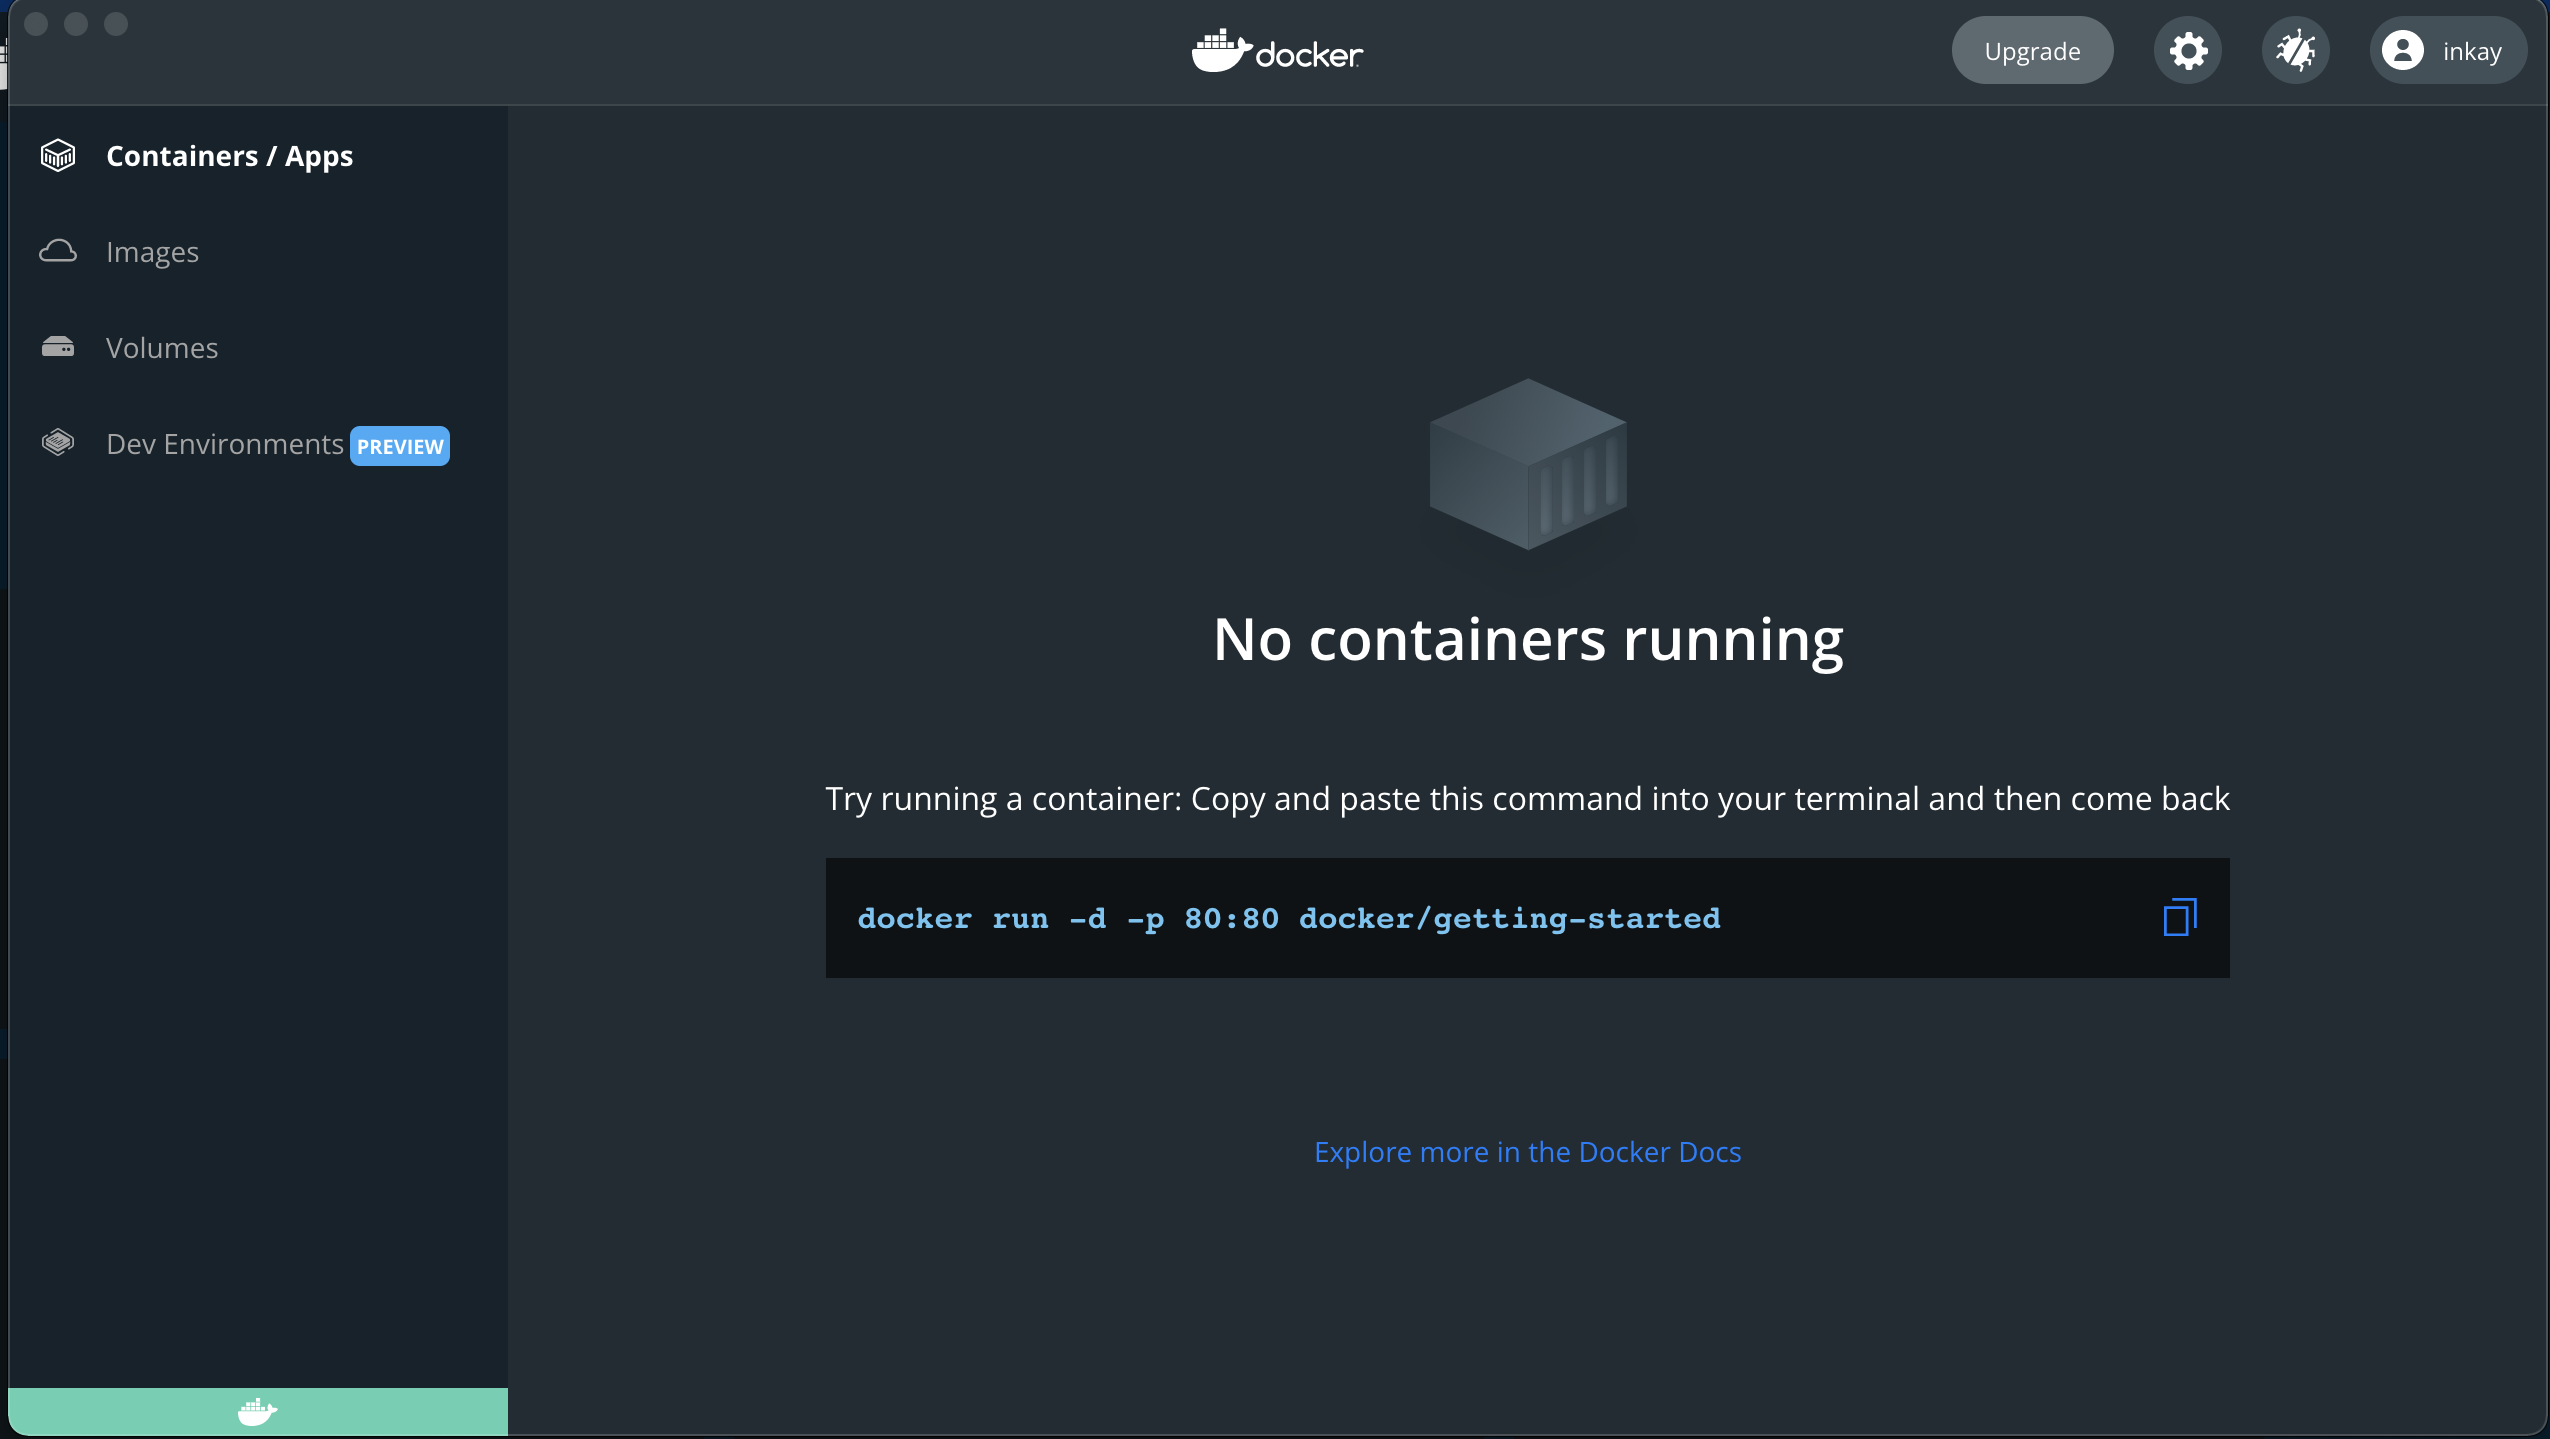 docker
Upgrade
inkay
Containers / Apps
Images
Volumes
Dev Environments PREVIEW
No containers running
Try running a container: Copy and paste this command into your terminal and then come back
docker run -d -p 80:80 docker/getting-started
Explore more in the Docker Docs